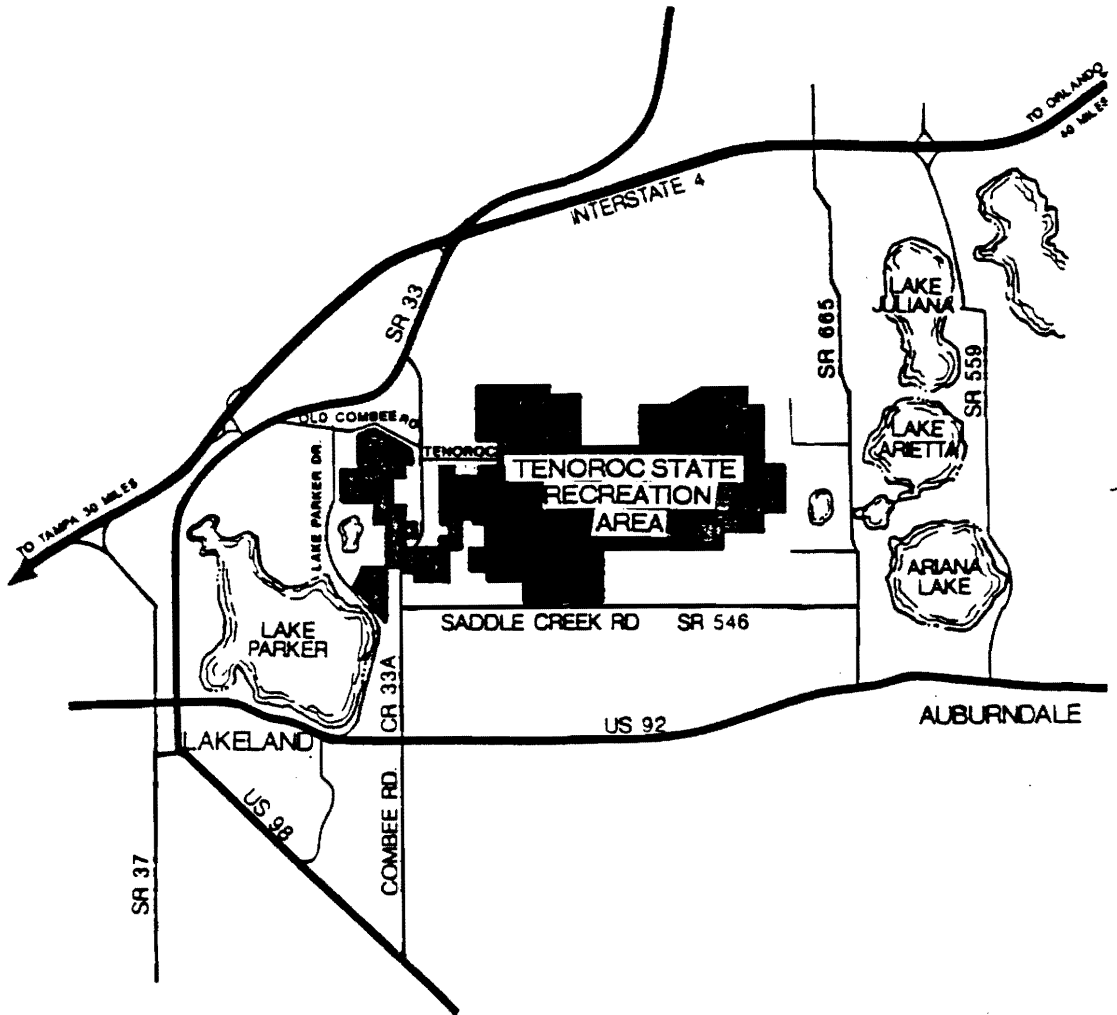 TO ORLANDO
60 MILES
INTERSTATE 4
SR 33
SR 665
LAKE
JULIANA
SR 559
OLD COMBEE RD
LAKE PARKER DR.
TENOROC
TENOROC STATE
RECREATION
AREA
LAKE
ARIETTA
TO TAMPA 30 MILES
ARIANA
LAKE
LAKE
PARKER
SADDLE CREEK RD SR 546
CR 33A
US 92
AUBURNDALE
LAKELAND
US 98
COMBEE RD.
SR 37